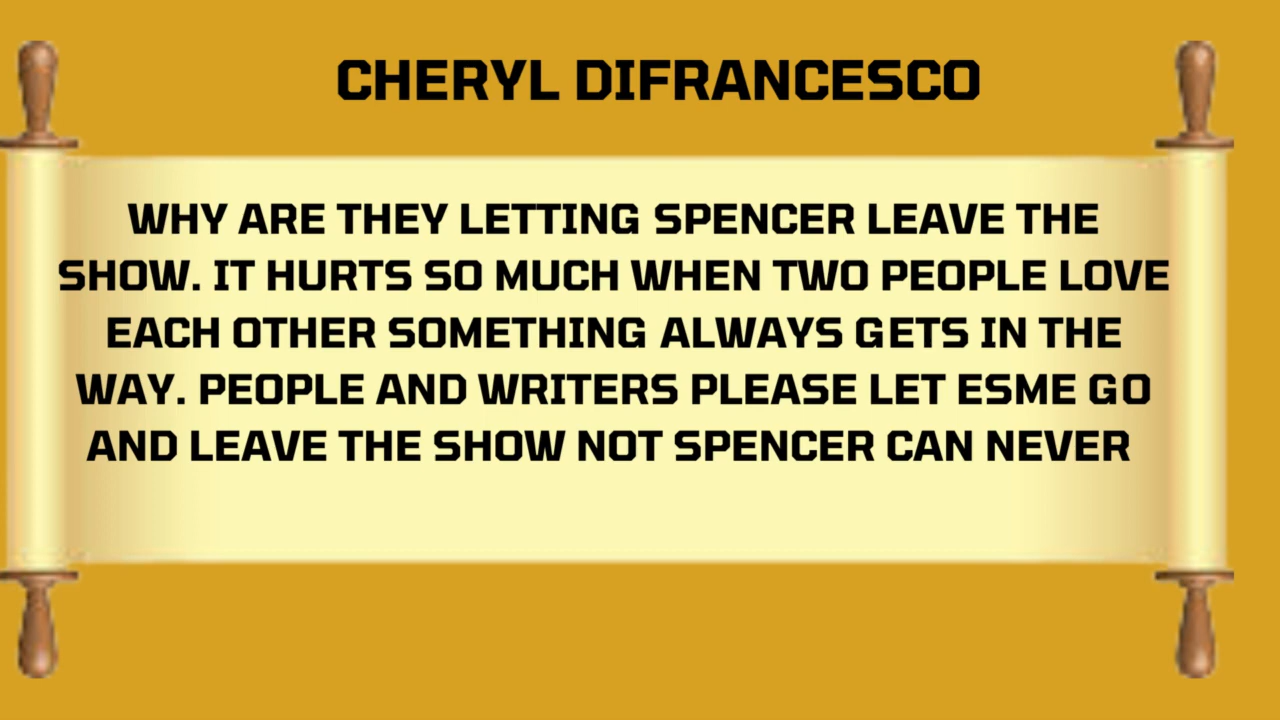 CHERYL DIFRANCESCO
WHY ARE THEY LETTING SPENCER LEAVE THE
SHOW. IT HURTS SO MUCH WHEN TWO PEOPLE LOVE
EACH OTHER SOMETHING ALWAYS GETS IN THE
WAY. PEOPLE AND WRITERS PLEASE LET ESME GO
AND LEAVE THE SHOW NOT SPENCER CAN NEVER